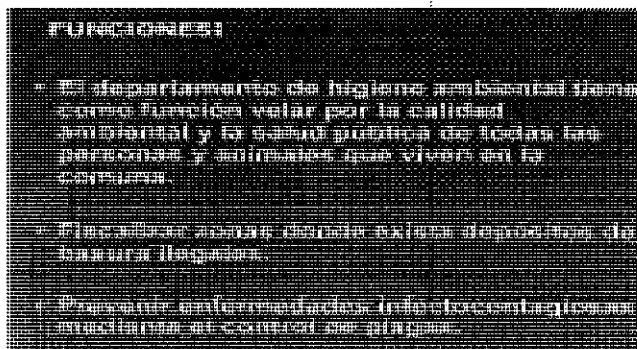 FUNCIONES:
• El departamento de higiene ambiental tiene
como función velar por la calidad
ambiental y la salud pública de todas las
personas y animales que viven en la
comuna.
• Fiscalizar zonas donde exista depósitos de
basura ilegales.
• Prevenir enfermedades infectocontagiosas
mediante el control de plagas.